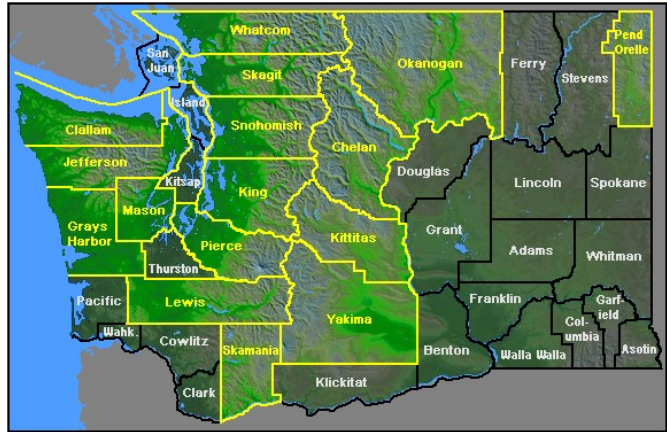 Whatcom
San
Juan
Skagit
Okanogan
Ferry
Stevens
Pend
Orelle
Island
Snohomish
Clallam
Chelan
Jefferson
Douglas
Kitsap
Lincoln
Spokane
Mason
King
Grays
Harbor
Grant
Pierce
Kittitas
Adams
Whitman
Thurston
Pacific
Lewis
Franklin
Garf-
ield
Yakima
Col-
umbia
Wahk.
Cowlitz
Skamania
Benton
Walla Walla
Asotin
Clark
Klickitat